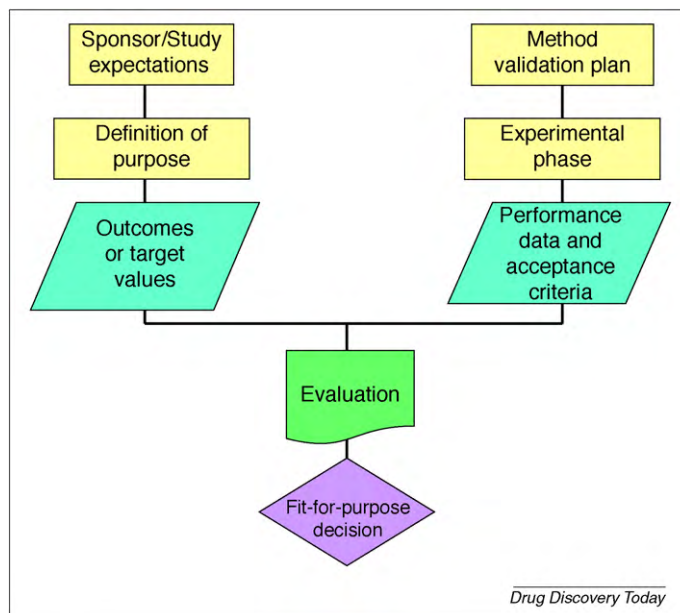 Sponsor/Study
expectations
Definition of
purpose
Outcomes
or target
values
Method
validation plan
Experimental
phase
Performance
data and
acceptance
criteria
Evaluation
Fit-for-purpose
decision
Drug Discovery Today